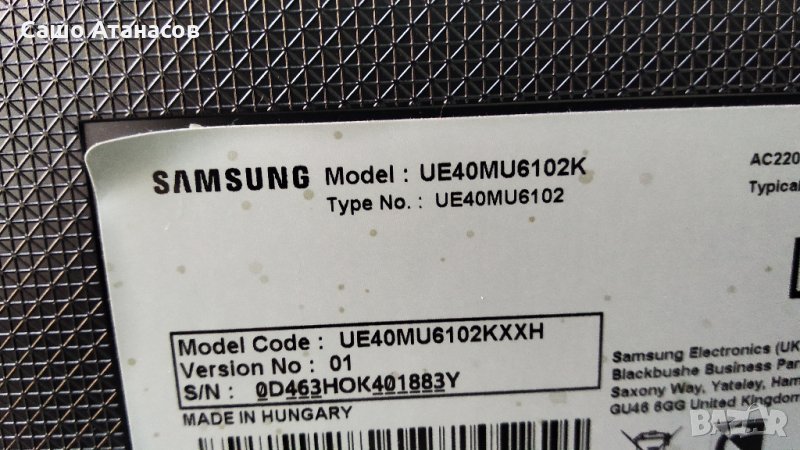 Сашо Атанасов
SAMSUNG Model : UE40MU6102K
Type No. : UE40MU6102
AC220
Typical
Model Code : UE40MU6102KXXH
Version No : 01
S/N : 0D463HOK401883Y
MADE IN HUNGARY
Samsung Electronics (UK
Blackbushe Business Par
Saxony Way, Yateley, Ham
GU46 6GG United Kingdom
BAZAR